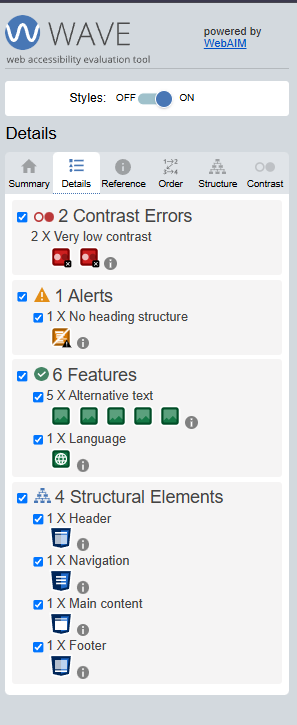 WAVE
powered by
WebAIM
web accessibility evaluation tool
Styles: OFF ON
Details
Summary Details Reference Order Structure Contrast
2 Contrast Errors
2 X Very low contrast
1 Alerts
1 X No heading structure
6 Features
5 X Alternative text
1 X Language
4 Structural Elements
1 X Header
1 X Navigation
1 X Main content
1 X Footer